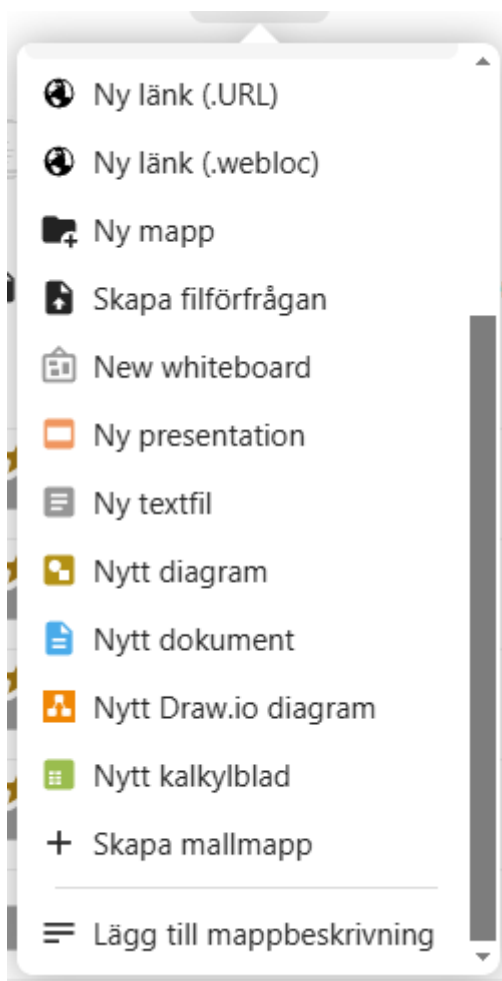 Ny länk (.URL)
Ny länk (.webloc)
Ny mapp
Skapa filförfrågan
New whiteboard
Ny presentation
Ny textfil
Nytt diagram
Nytt dokument
Nytt Draw.io diagram
Nytt kalkylblad
Skapa mallmapp
Lägg till mappbeskrivning